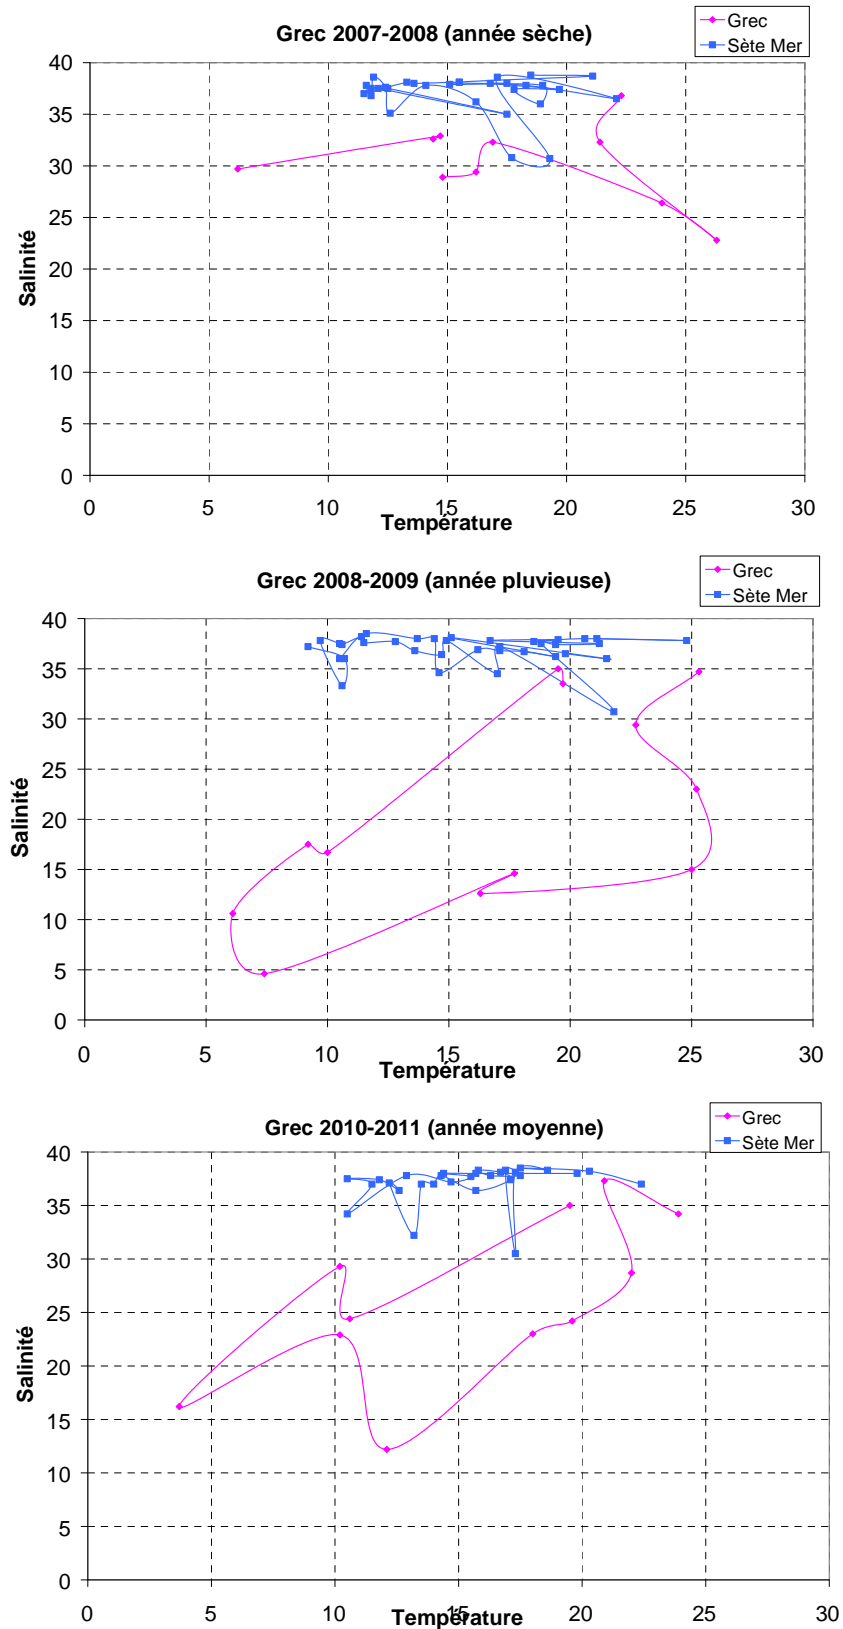 Grec 2007-2008 (année sèche)
Grec
Sète Mer
40
35
30
25
20
15
10
5
0
Salinité
0 5 10 15 20 25 30
Température
Grec 2008-2009 (année pluvieuse)
Grec
Sète Mer
40
35
30
25
20
15
10
5
0
Salinité
0 5 10 15 20 25 30
Température
Grec 2010-2011 (année moyenne)
Grec
Sète Mer
40
35
30
25
20
15
10
5
0
Salinité
0 5 10 15 20 25 30
Température